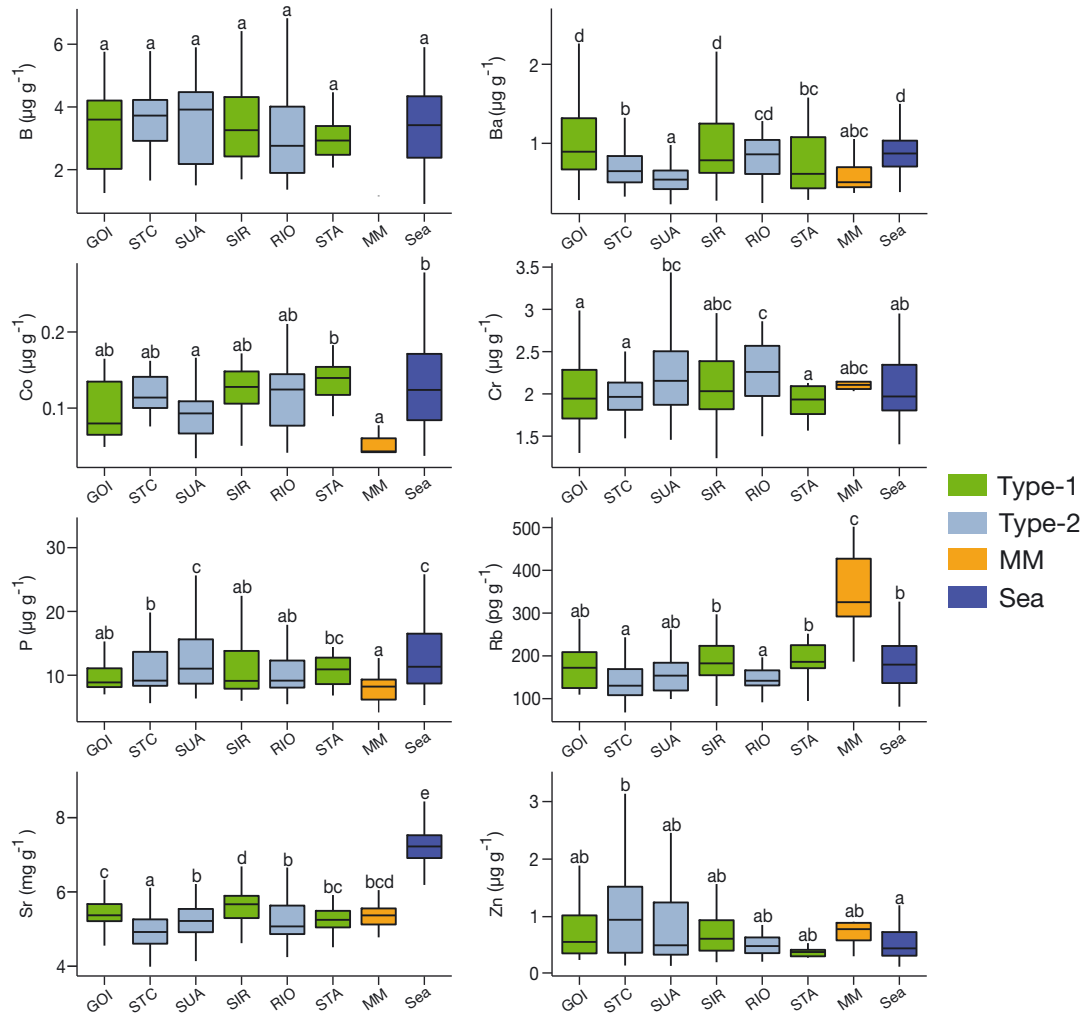 B (µg g⁻¹)
6
4
2
a a a a a a a
GOI STC SUA SIR RIO STA MM Sea
Ba (µg g⁻¹)
2
1
0
d b a d cd bc abc d
GOI STC SUA SIR RIO STA MM Sea
Co (µg g⁻¹)
0.2
0.1
ab ab a ab ab b a b
GOI STC SUA SIR RIO STA MM Sea
Cr (µg g⁻¹)
3.5
3
2.5
2
1.5
a a bc abc c a abc ab
GOI STC SUA SIR RIO STA MM Sea
P (µg g⁻¹)
30
20
10
ab b c ab ab bc a c
GOI STC SUA SIR RIO STA MM Sea
Rb (pg g⁻¹)
500
400
300
200
100
ab a ab b a b c b
GOI STC SUA SIR RIO STA MM Sea
Sr (mg g⁻¹)
8
6
4
c a b d b bc bcd e
GOI STC SUA SIR RIO STA MM Sea
Zn (µg g⁻¹)
3
2
1
0
ab b ab ab ab ab ab a
GOI STC SUA SIR RIO STA MM Sea
Type-1
Type-2
MM
Sea